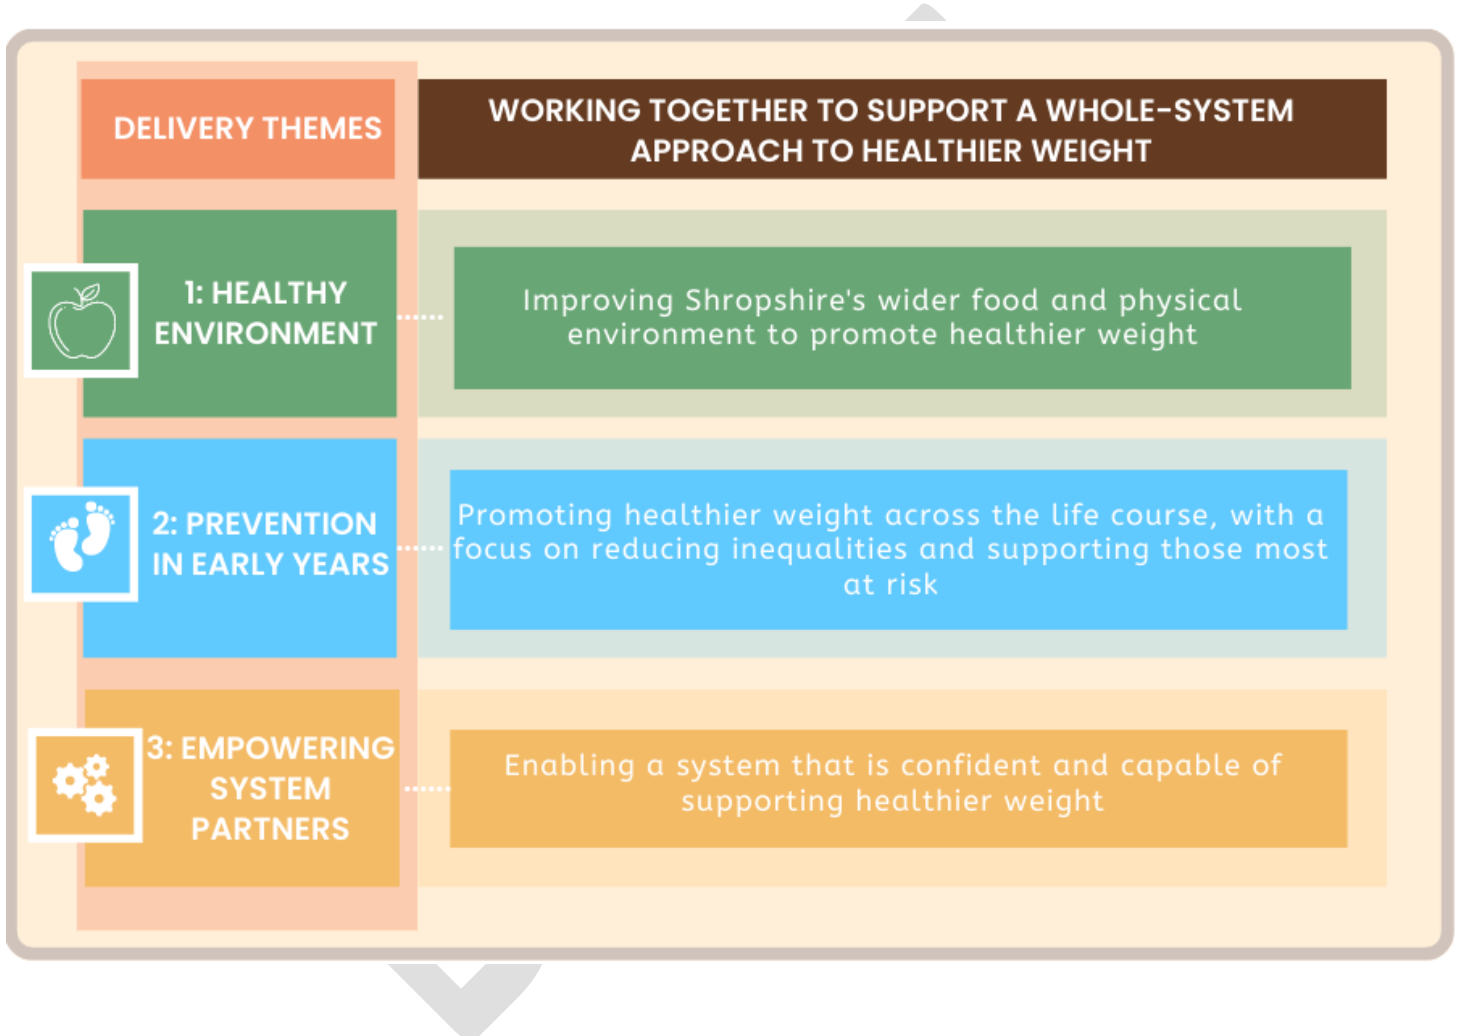 DELIVERY THEMES
WORKING TOGETHER TO SUPPORT A WHOLE-SYSTEM
APPROACH TO HEALTHIER WEIGHT
1: HEALTHY
ENVIRONMENT
Improving Shropshire's wider food and physical
environment to promote healthier weight
2: PREVENTION
IN EARLY YEARS
Promoting healthier weight across the life course, with a
focus on reducing inequalities and supporting those most
at risk
3: EMPOWERING
SYSTEM
PARTNERS
Enabling a system that is confident and capable of
supporting healthier weight